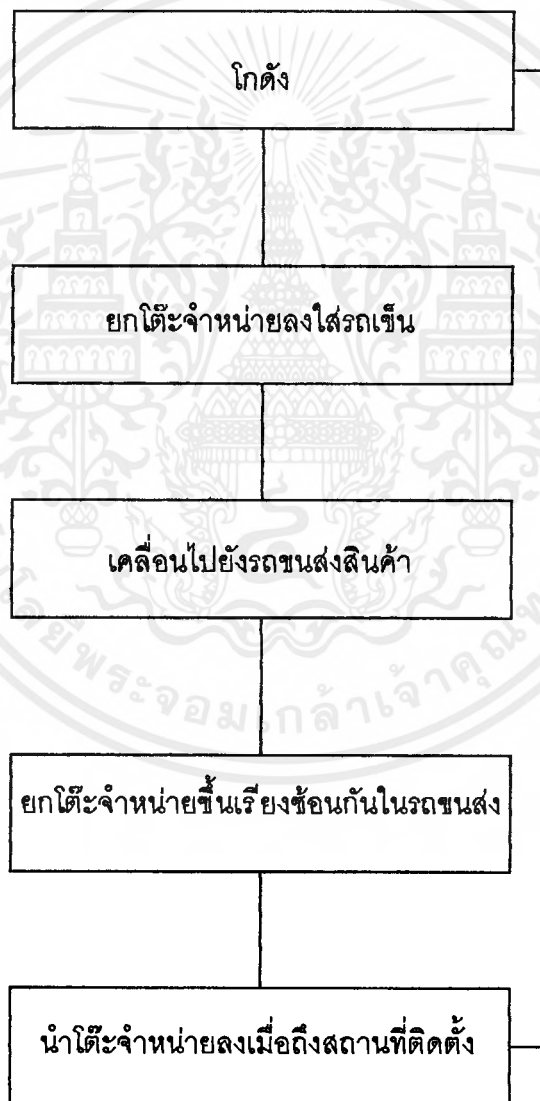 โกดัง
ยกโต๊ะจำหน่ายลงใส่รถเข็น
เคลื่อนไปยังรถขนส่งสินค้า
ยกโต๊ะจำหน่ายขึ้นเรียงซ้อนกันในรถขนส่ง
นำโต๊ะจำหน่ายลงเมื่อถึงสถานที่ติดตั้ง